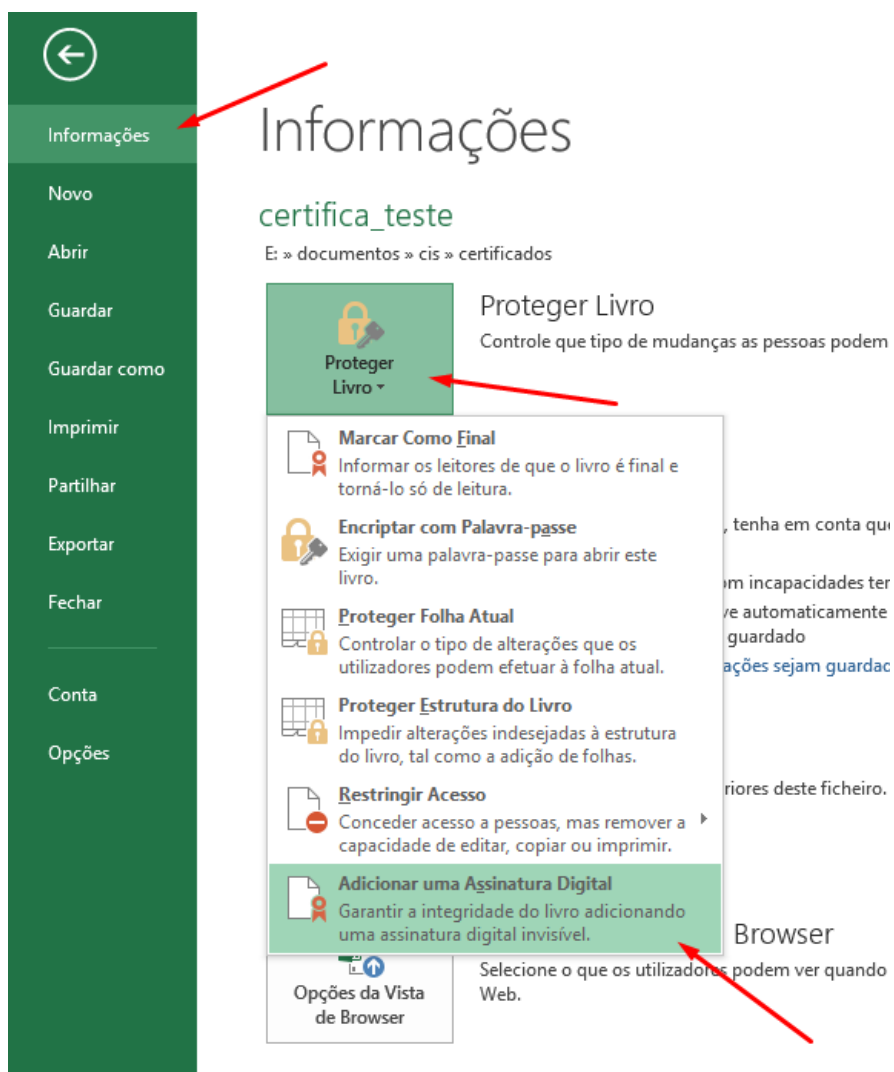 Informações
Novo
Abrir
Guardar
Guardar como
Imprimir
Partilhar
Exportar
Fechar
Conta
Opções
Informações
certifica_teste
E: » documentos » cis » certificados
Proteger
Livro
Proteger Livro
Controle que tipo de mudanças as pessoas podem
Marcar Como Final
Informar os leitores de que o livro é final e
torná-lo só de leitura.
Encriptar com Palavra-passe
Exigir uma palavra-passe para abrir este
livro.
Proteger Folha Atual
Controlar o tipo de alterações que os
utilizadores podem efetuar à folha atual.
Proteger Estrutura do Livro
Impedir alterações indesejadas à estrutura
do livro, tal como a adição de folhas.
Restringir Acesso
Conceder acesso a pessoas, mas remover a
capacidade de editar, copiar ou imprimir.
Adicionar uma Assinatura Digital
Garantir a integridade do livro adicionando
uma assinatura digital invisível.
, tenha em conta que
incapacidades
automaticamente
guardado
sejam
deste ficheiro.
Browser
Opções da Vista
de Browser
Selecione o que os utilizadores podem ver quando
Web.